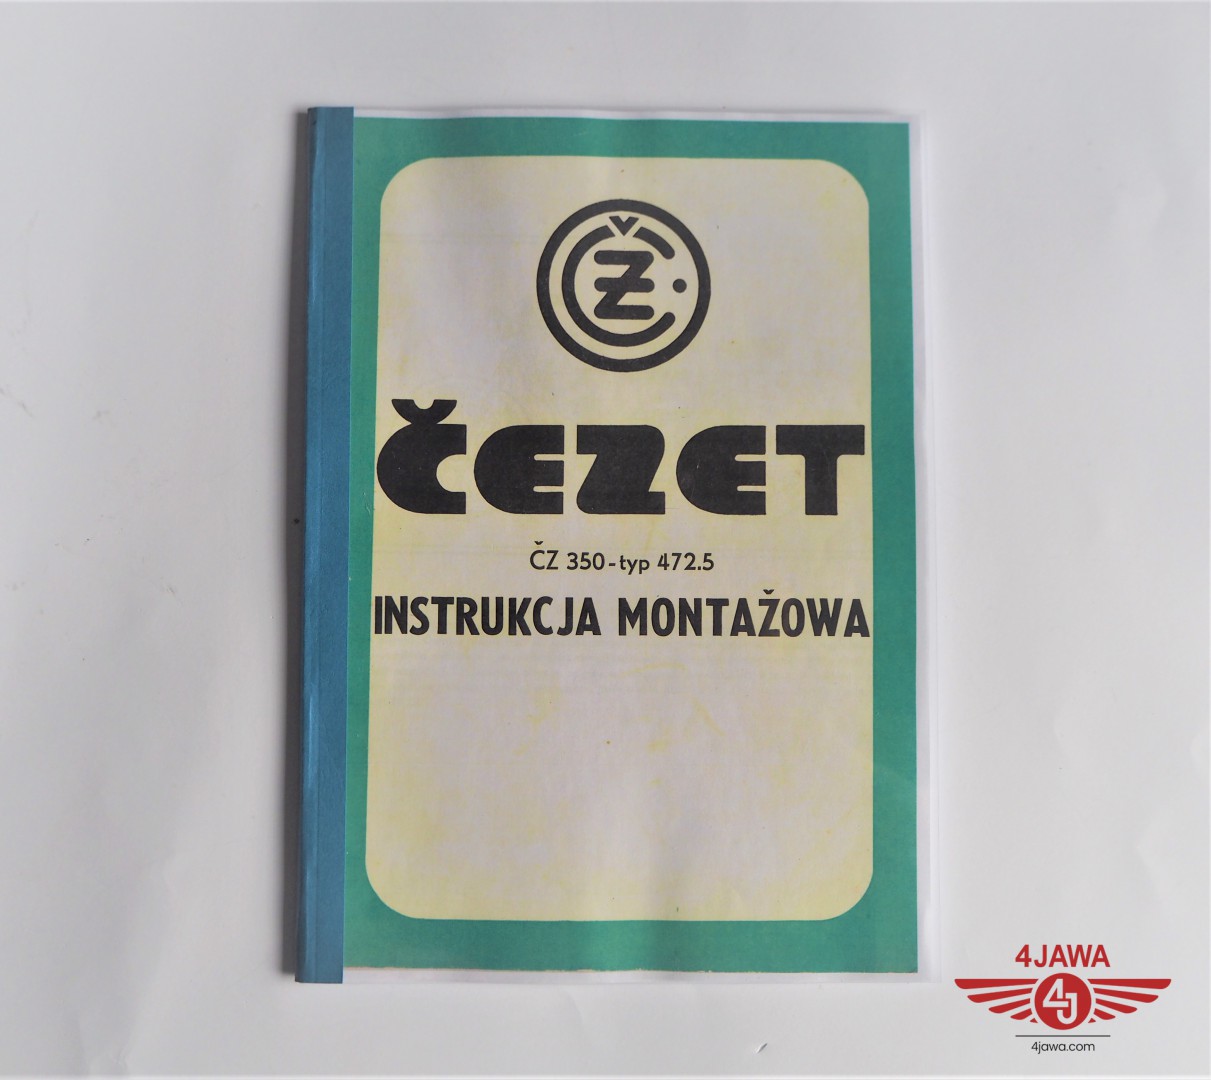 ČZ
ČEZET
ČZ 350-typ 472.5
INSTRUKCJA MONTAŽOWA
4JAWA
4J
4jawa.com